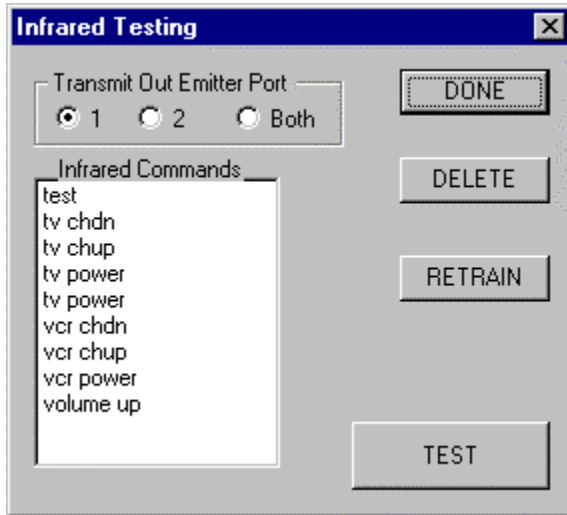 Infrared Testing
Transmit Out Emitter Port
1 2 Both
Infrared Commands
test
tv chdn
tv chup
tv power
tv power
vcr chdn
vcr chup
vcr power
volume up
DONE
DELETE
RETRAIN
TEST